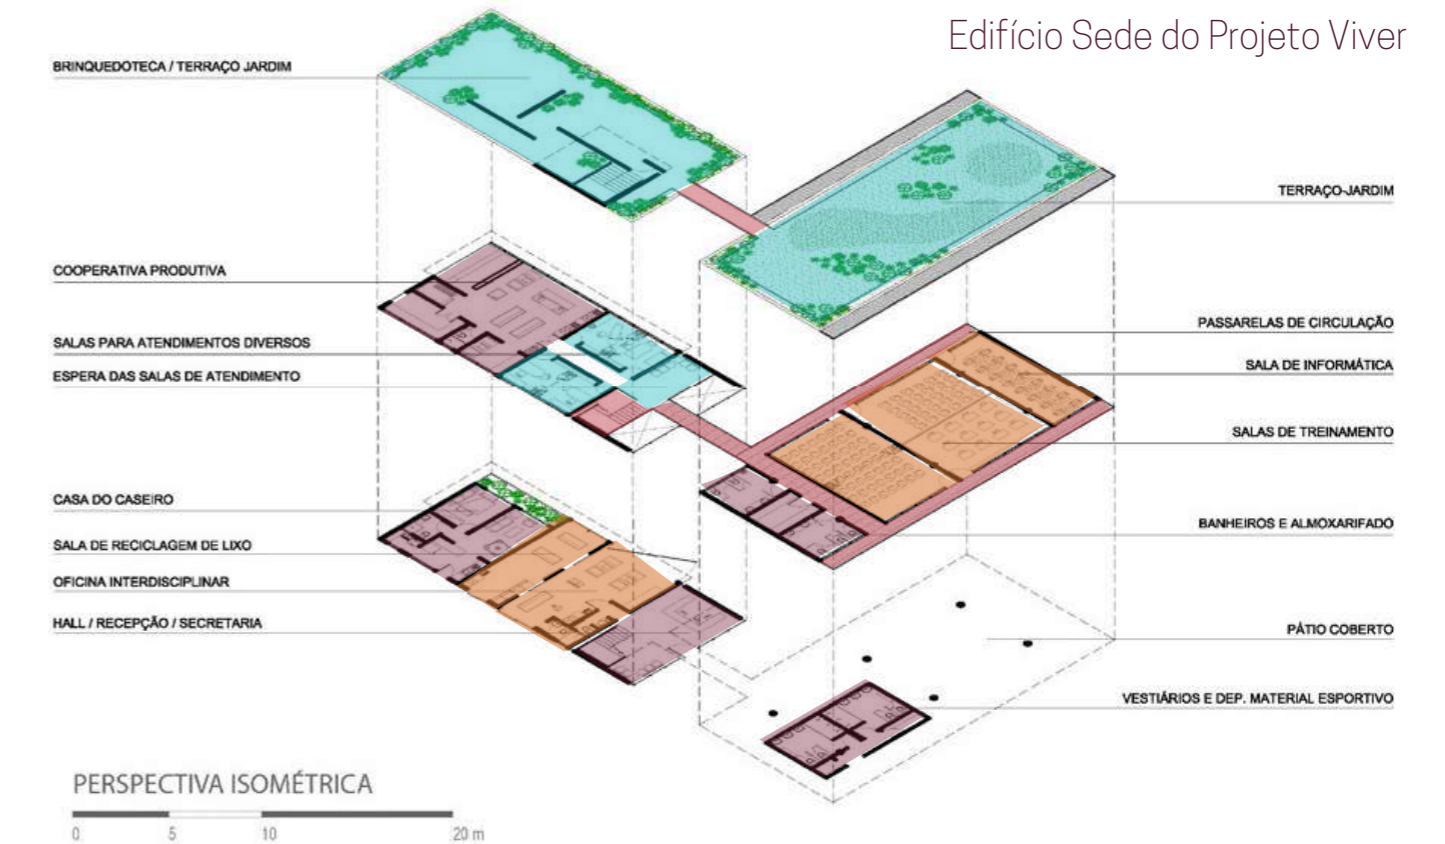 Edifício Sede do Projeto Viver
BRINQUEDOTECA / TERRAÇO JARDIM
TERRAÇO-JARDIM
COOPERATIVA PRODUTIVA
SALAS PARA ATENDIMENTOS DIVERSOS
ESPERA DAS SALAS DE ATENDIMENTO
PASSARELAS DE CIRCULAÇÃO
SALA DE INFORMÁTICA
SALAS DE TREINAMENTO
BANHEIROS E ALMOXARIFADO
CASA DO CASEIRO
SALA DE RECICLAGEM DE LIXO
OFICINA INTERDISCIPLINAR
HALL / RECEPÇÃO / SECRETARIA
PÁTIO COBERTO
VESTIÁRIOS E DEP. MATERIAL ESPORTIVO
PERSPECTIVA ISOMÉTRICA
0 5 10 20 m